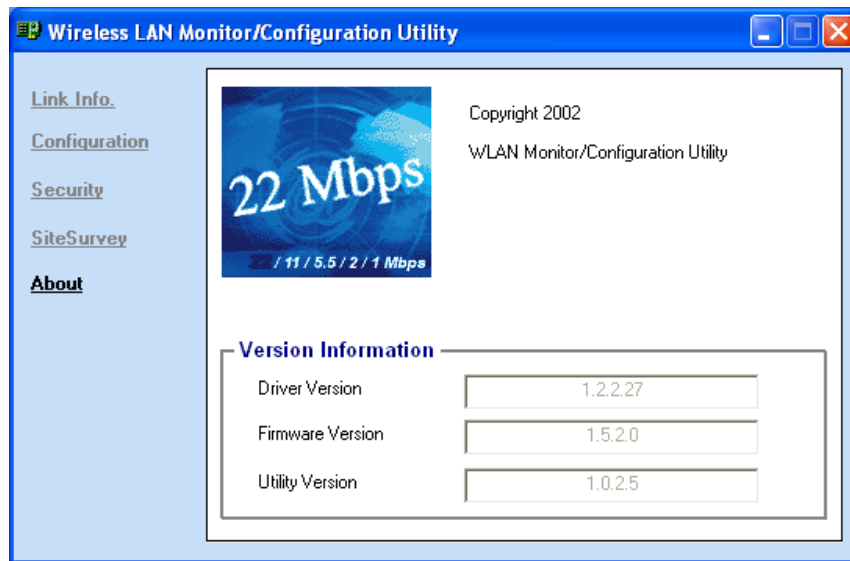 Wireless LAN Monitor/Configuration Utility
Link Info.
Configuration
Security
SiteSurvey
About
22 Mbps
/ 11 / 5.5 / 2 / 1 Mbps
Copyright 2002
WLAN Monitor/Configuration Utility
Version Information
Driver Version 1.2.2.27
Firmware Version 1.5.2.0
Utility Version 1.0.2.5